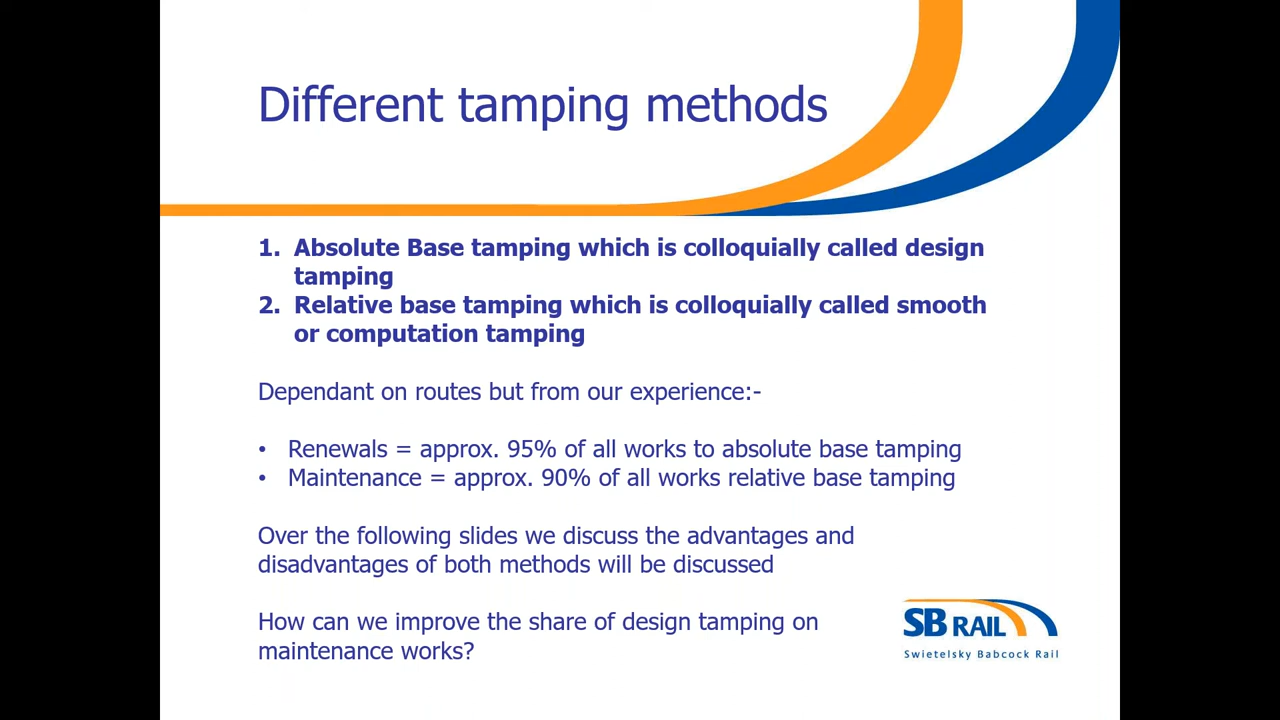 Different tamping methods
1. Absolute Base tamping which is colloquially called design
tamping
2. Relative base tamping which is colloquially called smooth
or computation tamping
Dependant on routes but from our experience:-
• Renewals = approx. 95% of all works to absolute base tamping
• Maintenance = approx. 90% of all works relative base tamping
Over the following slides we discuss the advantages and
disadvantages of both methods will be discussed
How can we improve the share of design tamping on
maintenance works?
SB RAIL
Swietelsky Babcock Rail